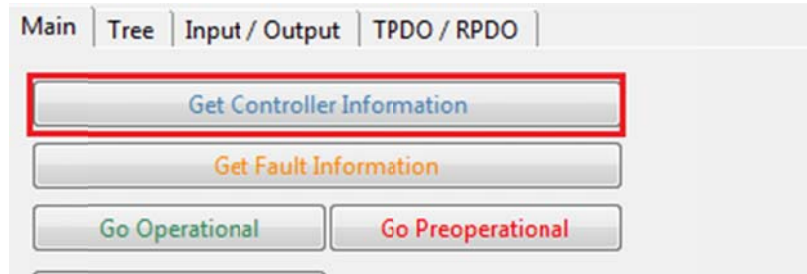 Main Tree Input / Output TPDO / RPDO
Get Controller Information
Get Fault Information
Go Operational Go Preoperational